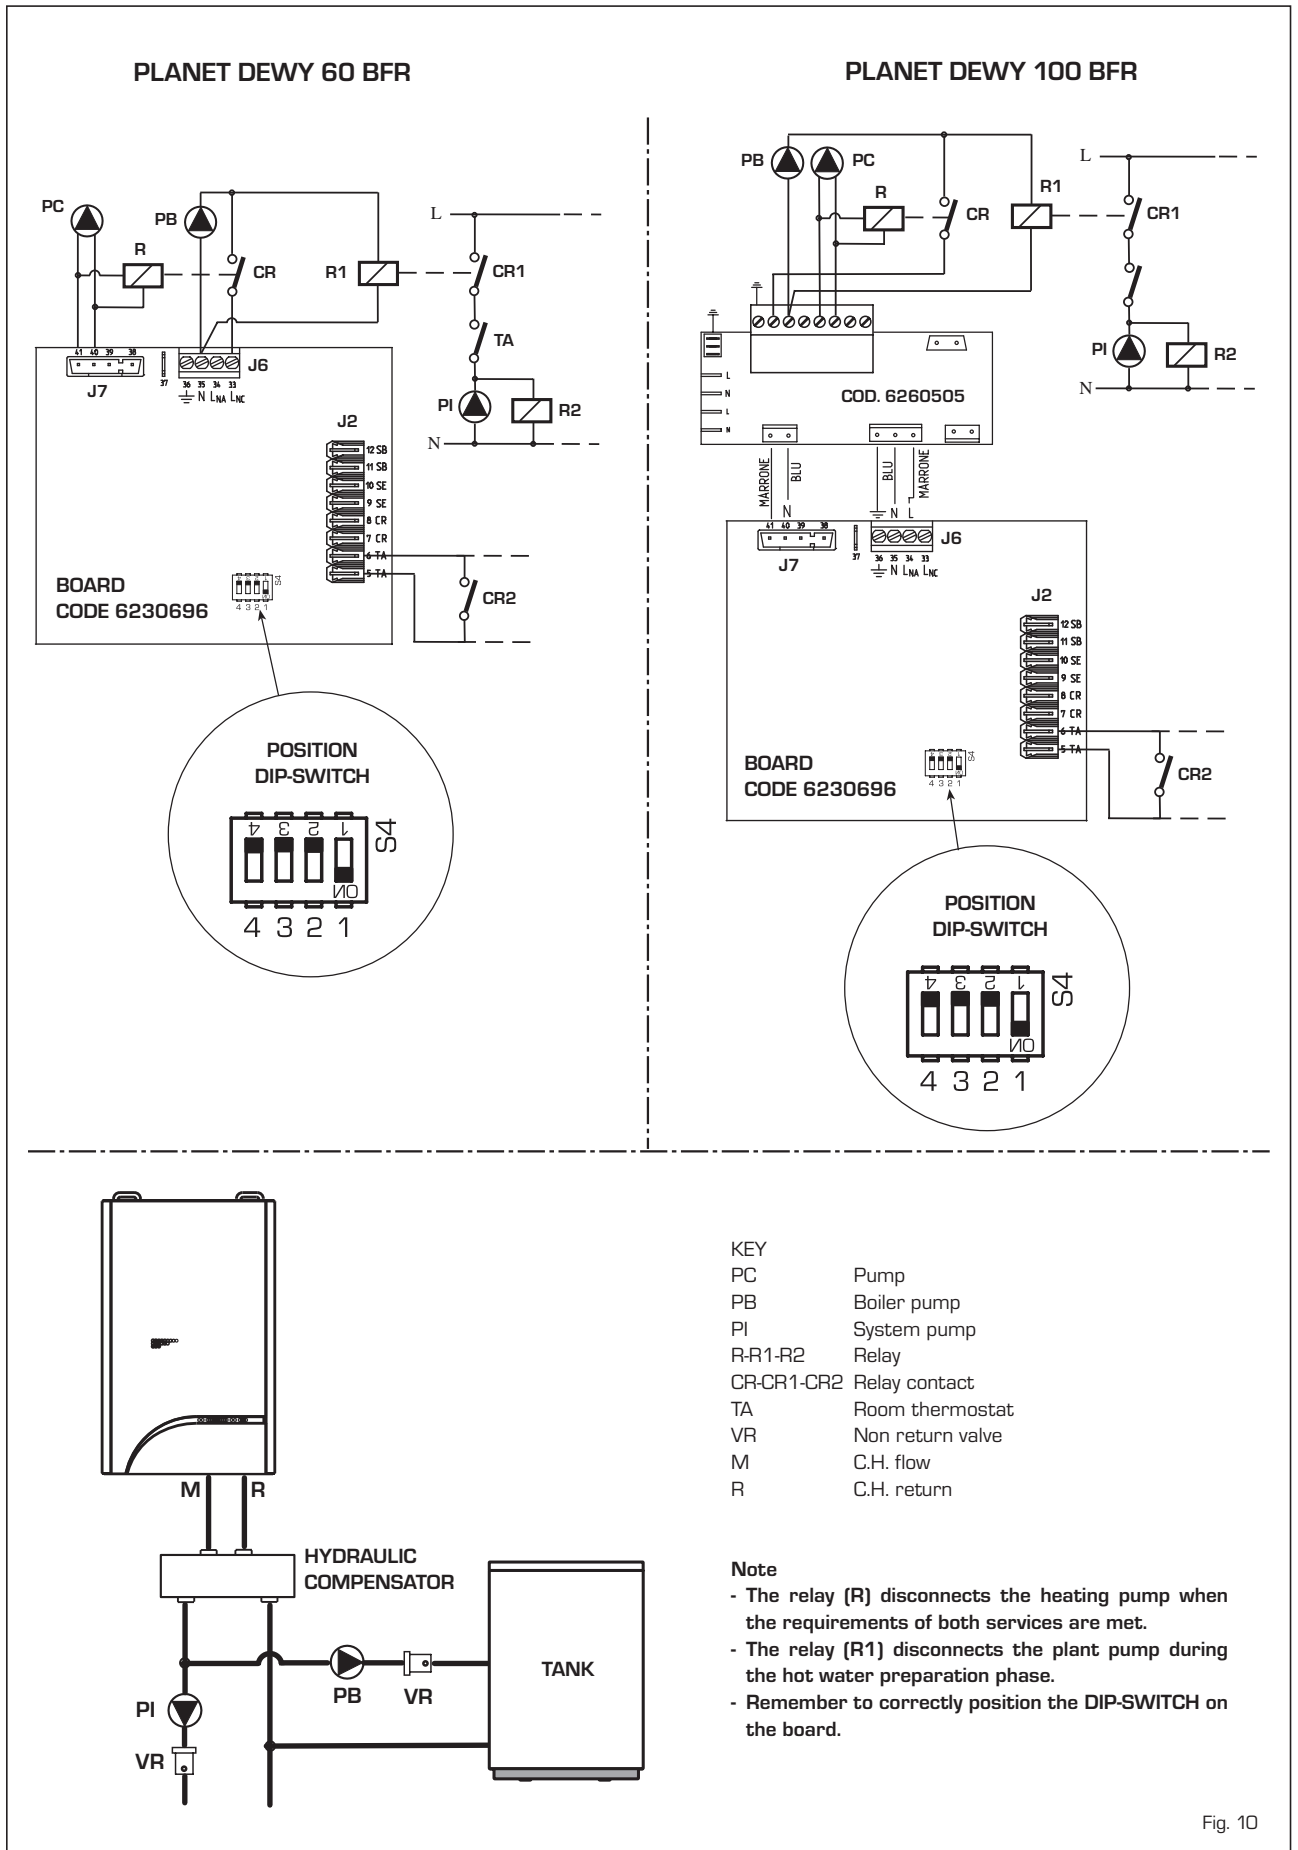 PLANET DEWY 60 BFR
PC
PB
R
CR
R1
L
CR1
TA
PI
R2
N
41 40 39 38
J7
37
J6
36 35 34 33
N LNA LNC
J2
12 SB
11 SB
10 SE
9 SE
8 CR
7 CR
6 TA
5 TA
CR2
BOARD
CODE 6230696
S4
4 3 2 1
POSITION
DIP-SWITCH
4 3 2 1
ON
S4
4 3 2 1
PLANET DEWY 100 BFR
PB
PC
R
CR
R1
L
CR1
PI
R2
N
L
N
L
N
COD. 6260505
MARRONE
BLU
BLU
MARRONE
N
N L
41 40 39 38
J7
37
J6
36 35 34 33
N LNA LNC
J2
12 SB
11 SB
10 SE
9 SE
8 CR
7 CR
6 TA
5 TA
CR2
BOARD
CODE 6230696
S4
4 3 2 1
POSITION
DIP-SWITCH
4 3 2 1
ON
S4
4 3 2 1
M R
HYDRAULIC
COMPENSATOR
TANK
PB
VR
PI
VR
KEY
PC Pump
PB Boiler pump
PI System pump
R-R1-R2 Relay
CR-CR1-CR2 Relay contact
TA Room thermostat
VR Non return valve
M C.H. flow
R C.H. return
Note
- The relay (R) disconnects the heating pump when
the requirements of both services are met.
- The relay (R1) disconnects the plant pump during
the hot water preparation phase.
- Remember to correctly position the DIP-SWITCH on
the board.
Fig. 10